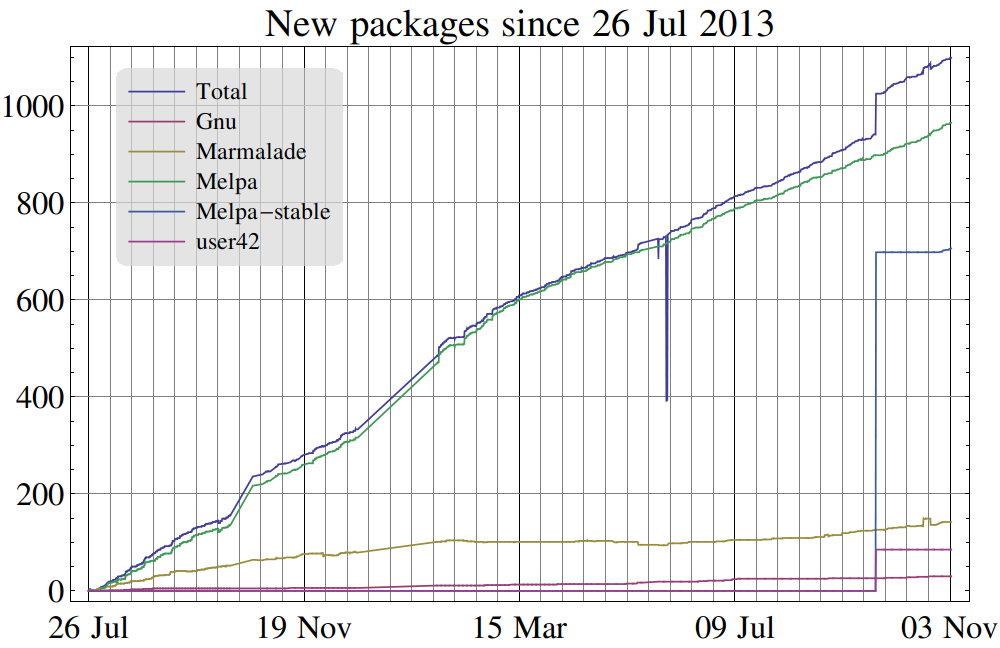 New packages since 26 Jul 2013
Total
Gnu
Marmalade
Melpa
Melpa-stable
user42
1000
800
600
400
200
0
26 Jul 19 Nov 15 Mar 09 Jul 03 Nov